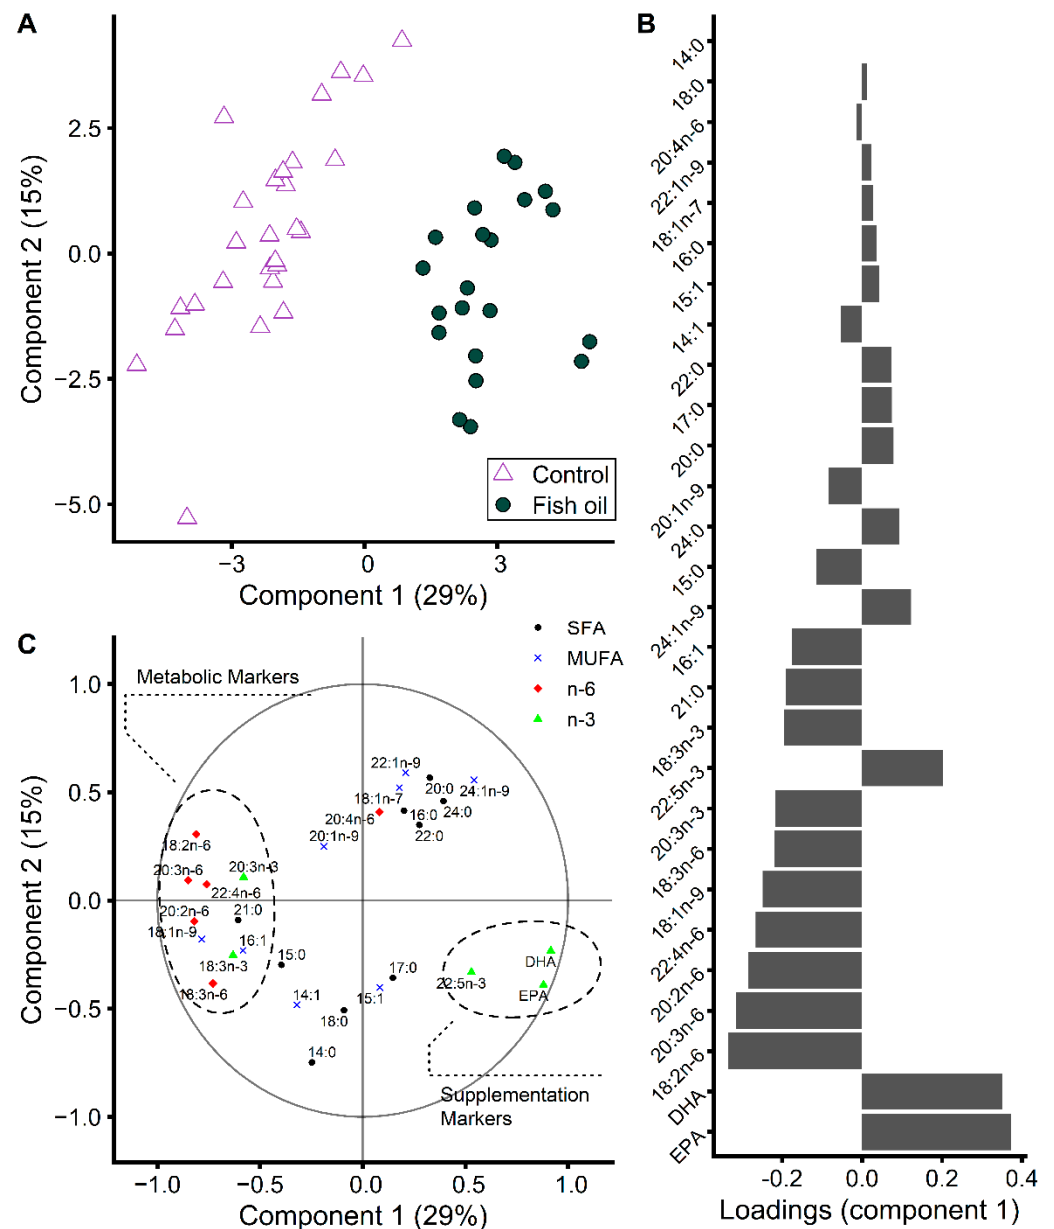 A
Component 2 (15%)
2.5
0.0
−2.5
−5.0
−3
0
3
Component 1 (29%)
Control
Fish oil
B
14:0
18:0
20:4n-6
22:1n-9
18:1n-7
16:0
15:1
14:1
22:0
17:0
20:0
20:1n-9
24:0
15:0
24:1n-9
16:1
21:0
18:3n-3
22:5n-3
20:3n-3
18:3n-6
18:1n-9
22:4n-6
20:2n-6
20:3n-6
18:2n-6
DHA
EPA
-0.2
0.0
0.2
0.4
Loadings (component 1)
C
SFA
MUFA
n-6
n-3
Metabolic Markers
Component 2 (15%)
1.0
0.5
0.0
−0.5
−1.0
22:1n-9
20:0
24:1n-9
18:1n-7
24:0
20:4n-6
16:0
20:1n-9
22:0
18:2n-6
20:3n-6
20:3n-3
22:4n-6
20:2n-6
21:0
18:1n-9
16:1
18:3n-3
15:0
18:3n-6
14:1
15:1
17:0
18:0
14:0
22:5n-3
DHA
EPA
Supplementation
Markers
−1.0
−0.5
0.0
0.5
1.0
Component 1 (29%)